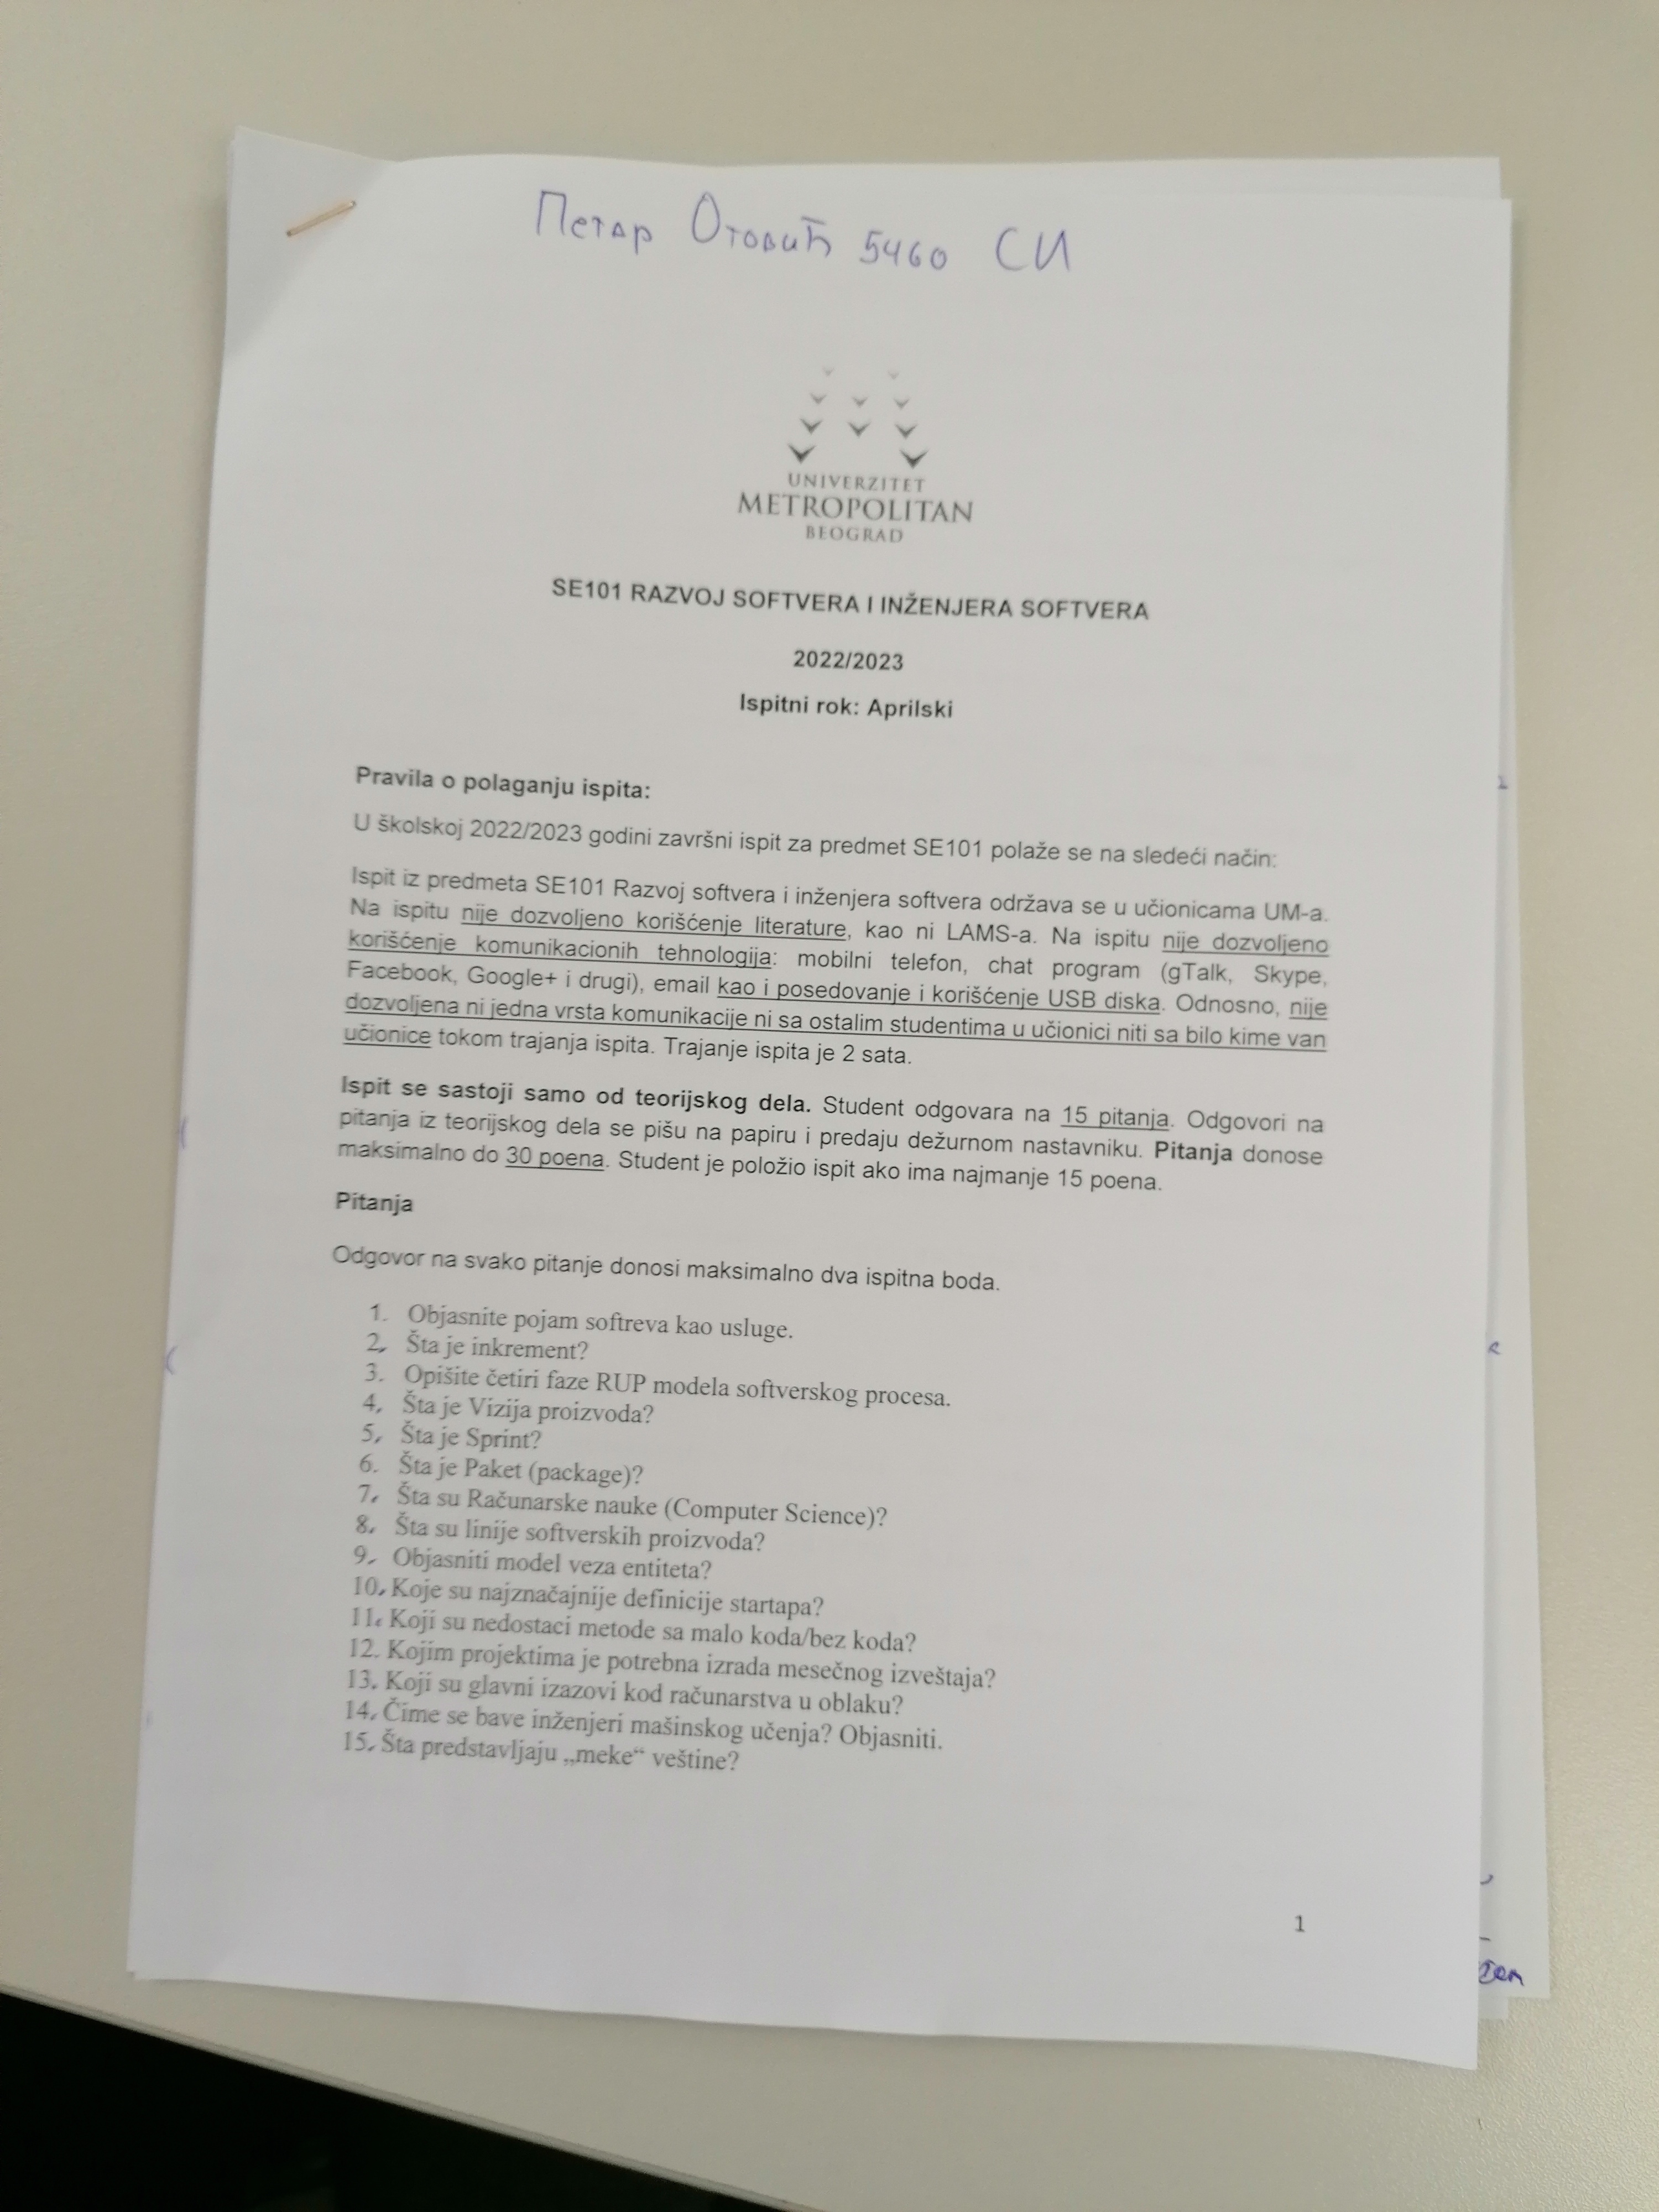 Петар Отовић 5460 СИ
UNIVERZITET
METROPOLITAN
BEOGRAD
SE101 RAZVOJ SOFTVERA I INŽENJERA SOFTVERA
2022/2023
Ispitni rok: Aprilski
Pravila o polaganju ispita:
U školskoj 2022/2023 godini završni ispit za predmet SE101 polaže se na sledeći način:
Ispit iz predmeta SE101 Razvoj softvera i inženjera softvera održava se u učionicama UM-a.
Na ispitu nije dozvoljeno korišćenje literature, kao ni LAMS-a. Na ispitu nije dozvoljeno
korišćenje komunikacionih tehnologija: mobilni telefon, chat program (gTalk, Skype,
Facebook, Google+ i drugi), email kao i posedovanje i korišćenje USB diska. Odnosno, nije
dozvoljena ni jedna vrsta komunikacije ni sa ostalim studentima u učionici niti sa bilo kime van
učionice tokom trajanja ispita. Trajanje ispita je 2 sata.
Ispit se sastoji samo od teorijskog dela. Student odgovara na 15 pitanja. Odgovori na
pitanja iz teorijskog dela se pišu na papiru i predaju dežurnom nastavniku. Pitanja donose
maksimalno do 30 poena. Student je položio ispit ako ima najmanje 15 poena.
Pitanja
Odgovor na svako pitanje donosi maksimalno dva ispitna boda.
1. Objasnite pojam softreva kao usluge.
2. Šta je inkrement?
3. Opišite četiri faze RUP modela softverskog procesa.
4. Šta je Vizija proizvoda?
5. Šta je Sprint?
6. Šta je Paket (package)?
7. Šta su Računarske nauke (Computer Science)?
8. Šta su linije softverskih proizvoda?
9. Objasniti model veza entiteta?
10. Koje su najznačajnije definicije startapa?
11. Koji su nedostaci metode sa malo koda/bez koda?
12. Kojim projektima je potrebna izrada mesečnog izveštaja?
13. Koji su glavni izazovi kod računarstva u oblaku?
14. Čime se bave inženjeri mašinskog učenja? Objasniti.
15. Šta predstavljaju „meke“ veštine?
1